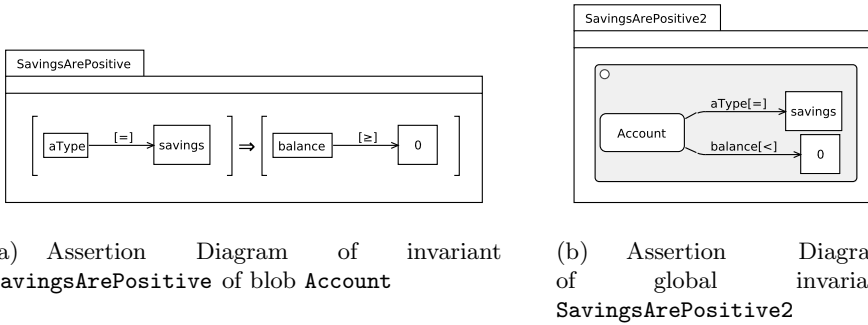 SavingsArePositive
aType [=] savings ⇒ balance [≥] 0
SavingsArePositive2
Account
aType[=] savings
balance[<] 0
a) Assertion Diagram of invariant
avingsArePositive of blob Account
(b) Assertion Diagra
of global invaria
SavingsArePositive2